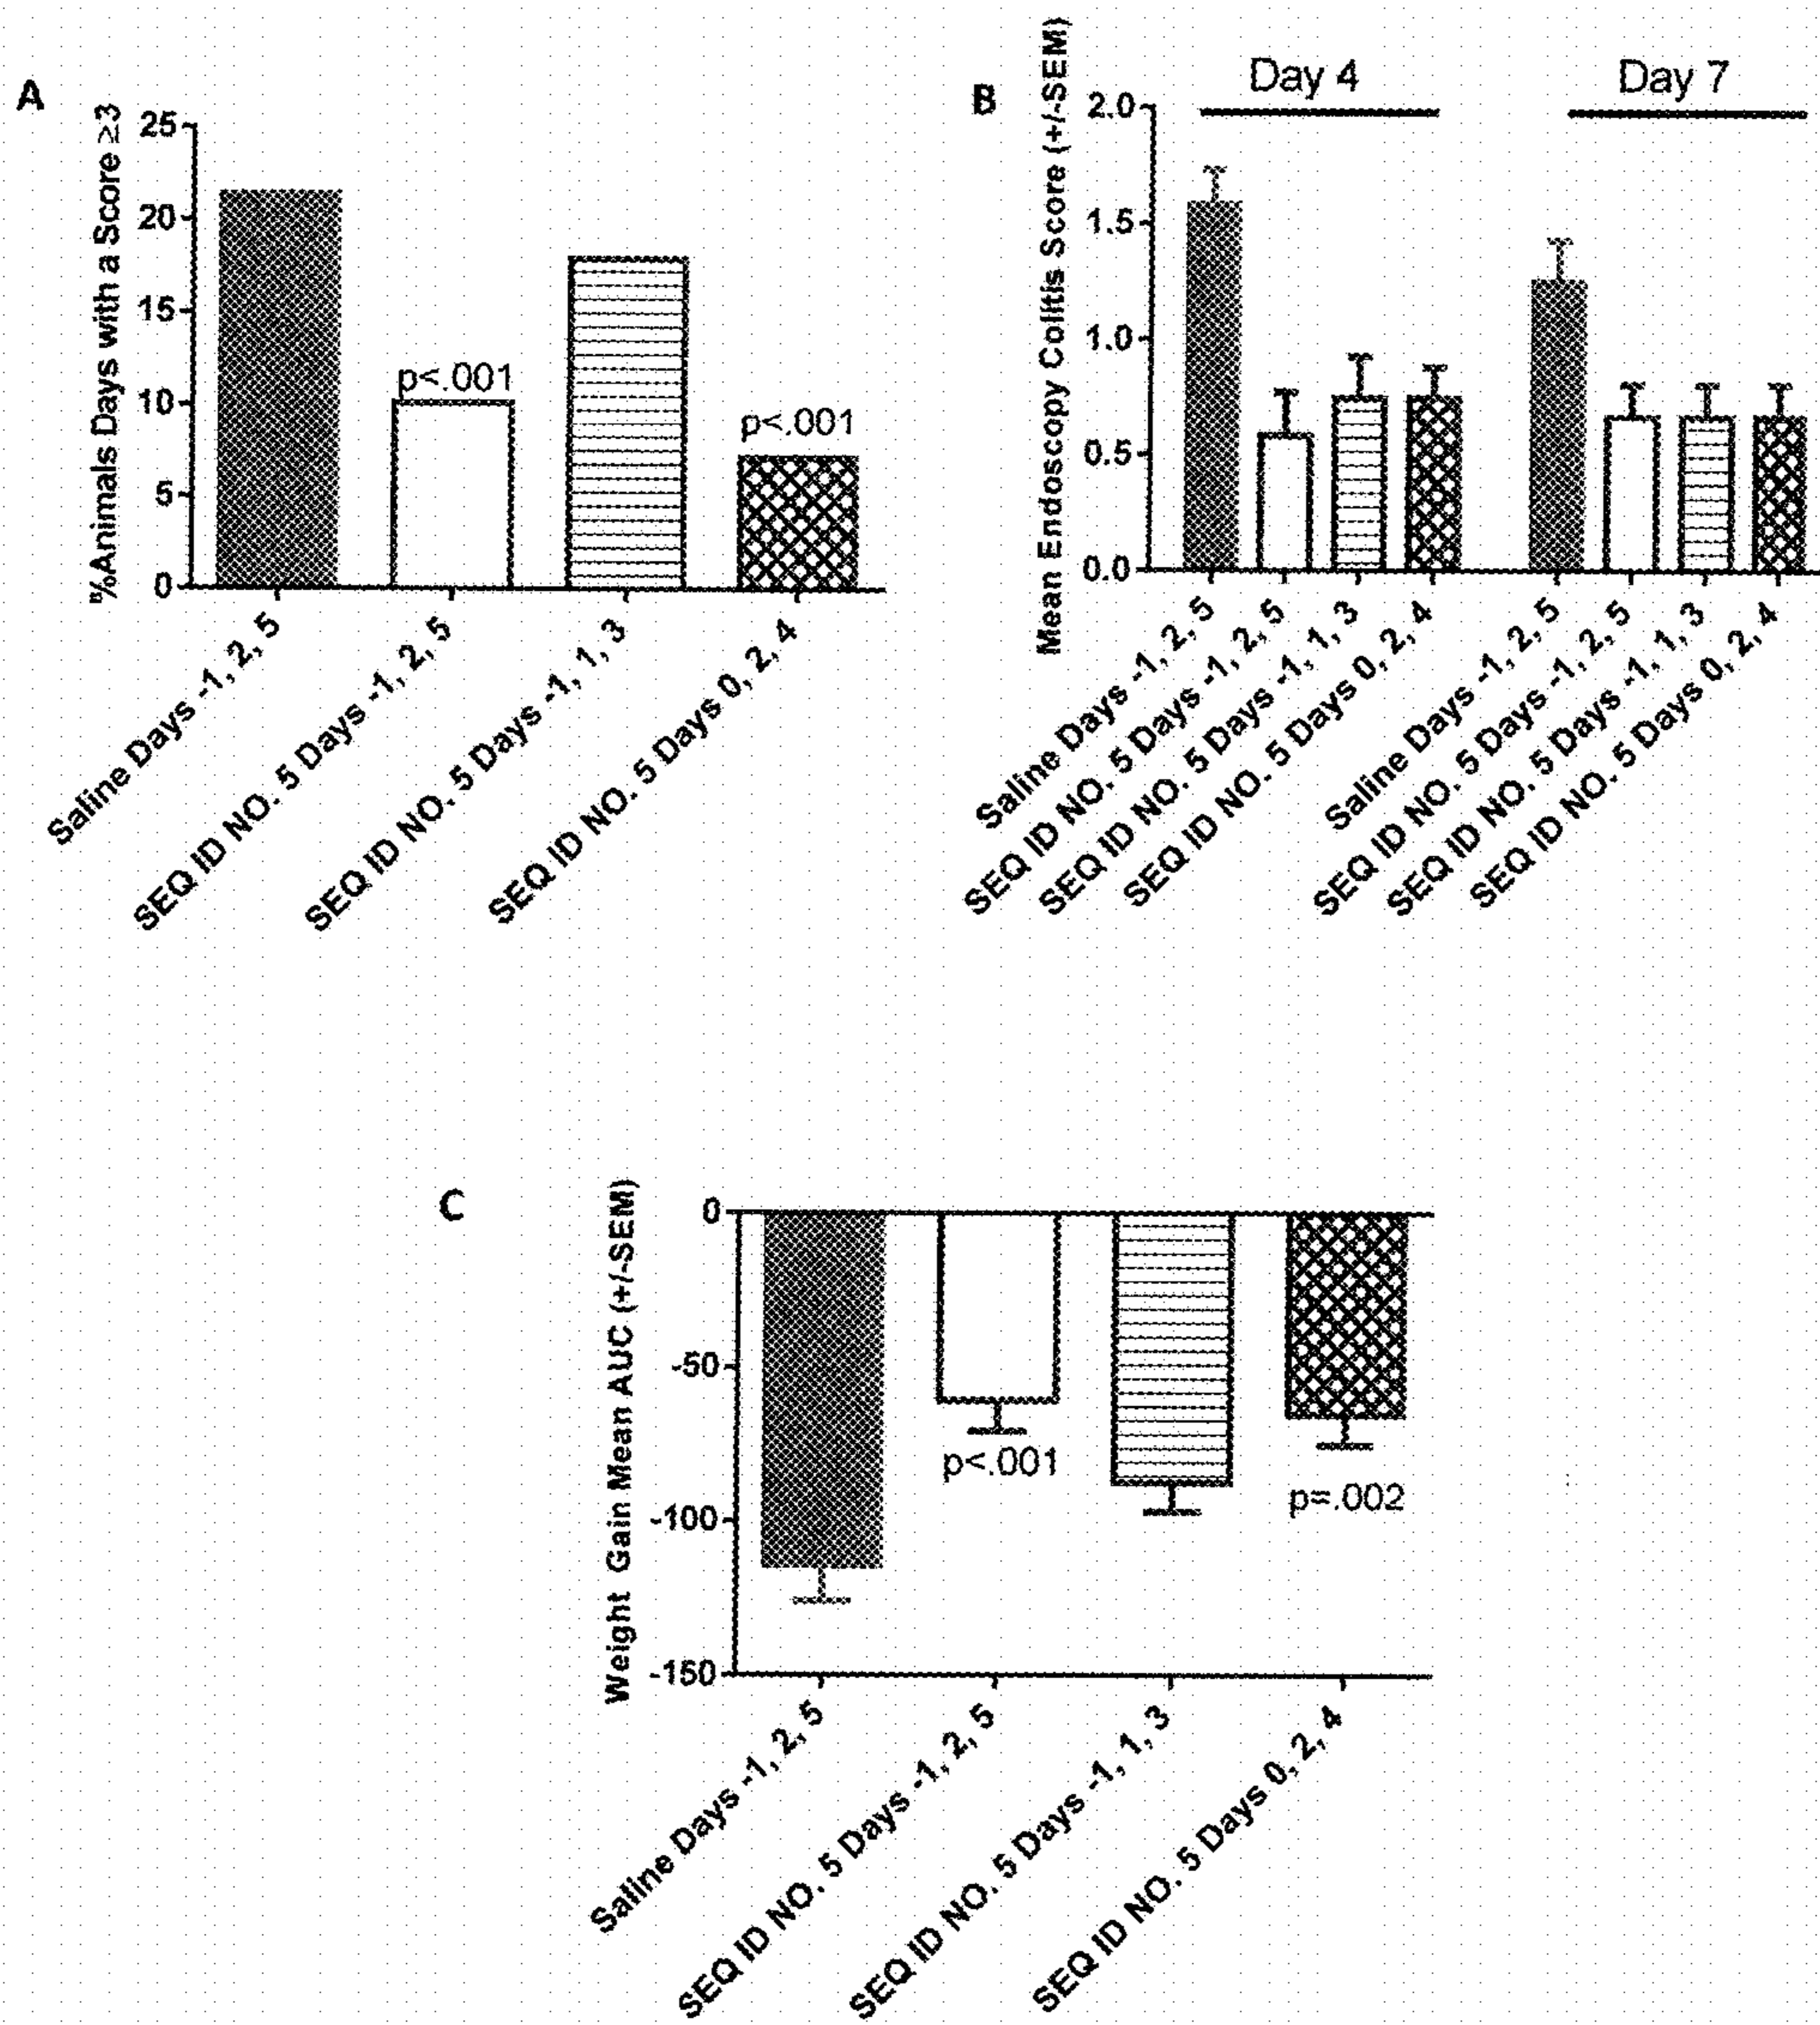 A
"%Animals Days with a Score ≥3
25
20
15
10
5
0
p<.001
p<.001
Saline Days -1, 2, 5
SEQ ID NO. 5 Days -1, 2, 5
SEQ ID NO. 5 Days -1, 1, 3
SEQ ID NO. 5 Days 0, 2, 4
B
Mean Endoscopy Colitis Score (+/-SEM)
Day 4
Day 7
2.0
1.5
1.0
0.5
0.0
Saline Days -1, 2, 5
SEQ ID NO. 5 Days -1, 2, 5
SEQ ID NO. 5 Days -1, 1, 3
SEQ ID NO. 5 Days 0, 2, 4
Saline Days -1, 2, 5
SEQ ID NO. 5 Days -1, 2, 5
SEQ ID NO. 5 Days -1, 1, 3
SEQ ID NO. 5 Days 0, 2, 4
C
Weight Gain Mean AUC (+/-SEM)
0
-50
-100
-150
p<.001
p=.002
Saline Days -1, 2, 5
SEQ ID NO. 5 Days -1, 2, 5
SEQ ID NO. 5 Days -1, 1, 3
SEQ ID NO. 5 Days 0, 2, 4